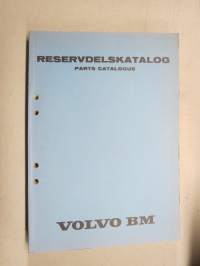 RESERVDELSKATALOG
PARTS CATALOGUE
VOLVO BM